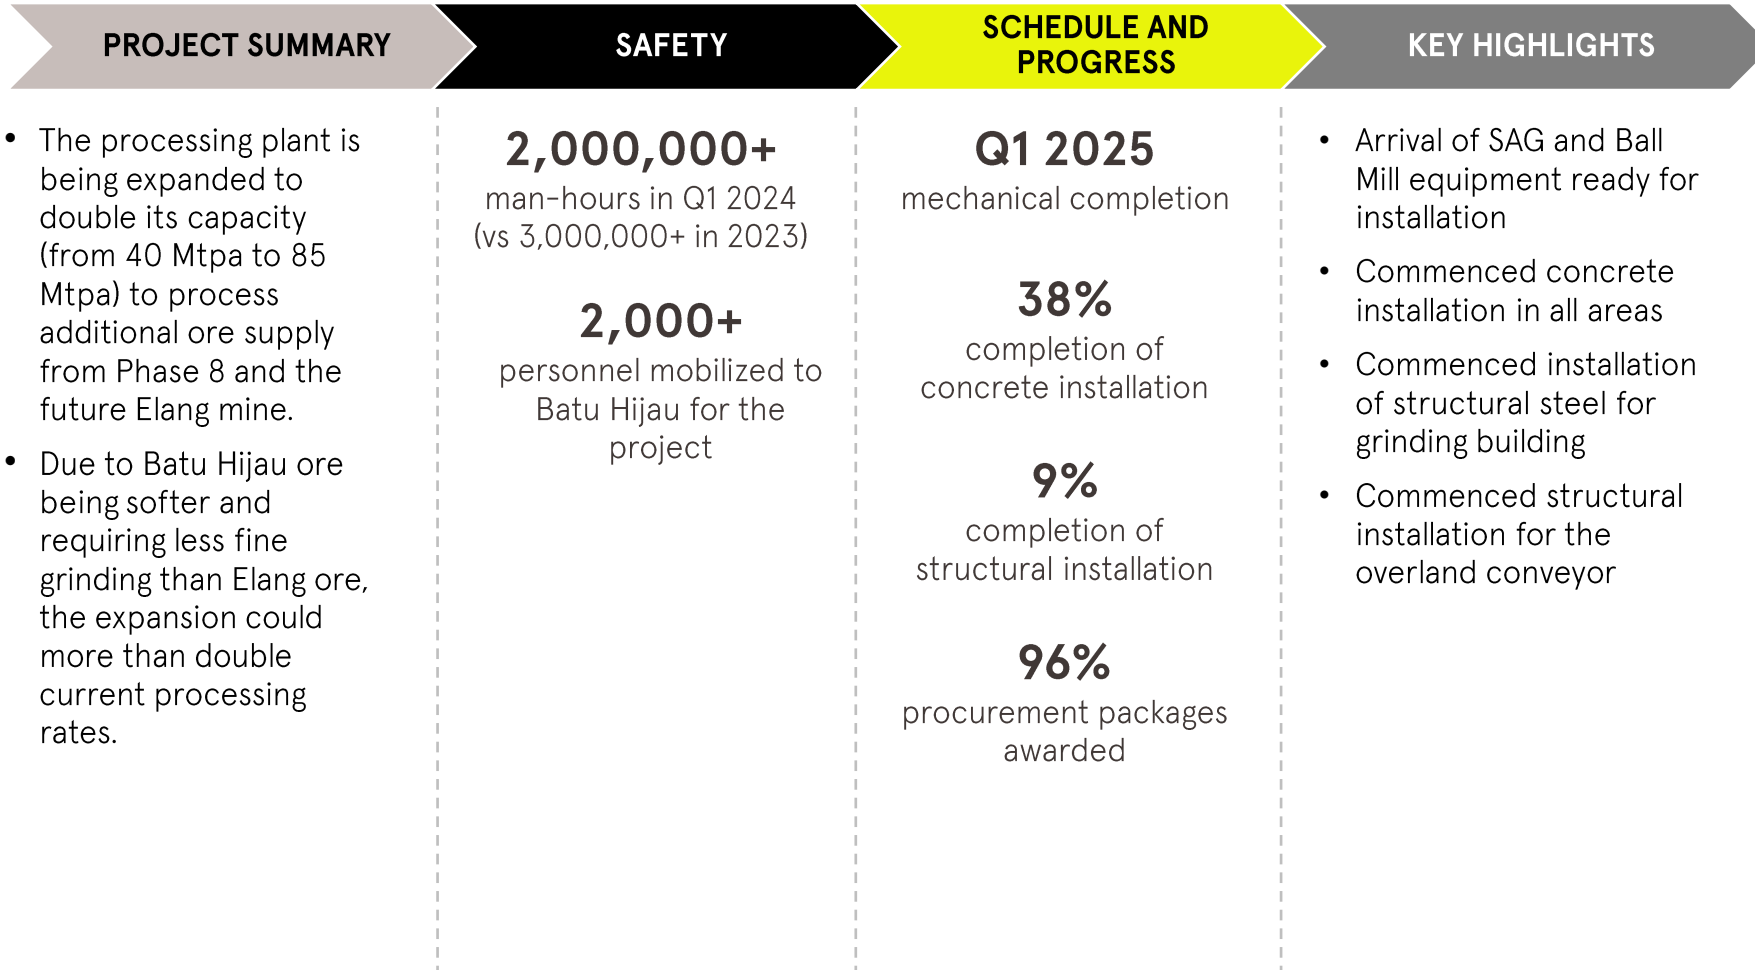 PROJECT SUMMARY
• The processing plant is
being expanded to
double its capacity
(from 40 Mtpa to 85
Mtpa) to process
additional ore supply
from Phase 8 and the
future Elang mine.
• Due to Batu Hijau ore
being softer and
requiring less fine
grinding than Elang ore,
the expansion could
more than double
current processing
rates.
SAFETY
2,000,000+
man-hours in Q1 2024
(vs 3,000,000+ in 2023)
2,000+
personnel mobilized to
Batu Hijau for the
project
SCHEDULE AND
PROGRESS
Q1 2025
mechanical completion
38%
completion of
concrete installation
9%
completion of
structural installation
96%
procurement packages
awarded
KEY HIGHLIGHTS
• Arrival of SAG and Ball
Mill equipment ready for
installation
• Commenced concrete
installation in all areas
• Commenced installation
of structural steel for
grinding building
• Commenced structural
installation for the
overland conveyor